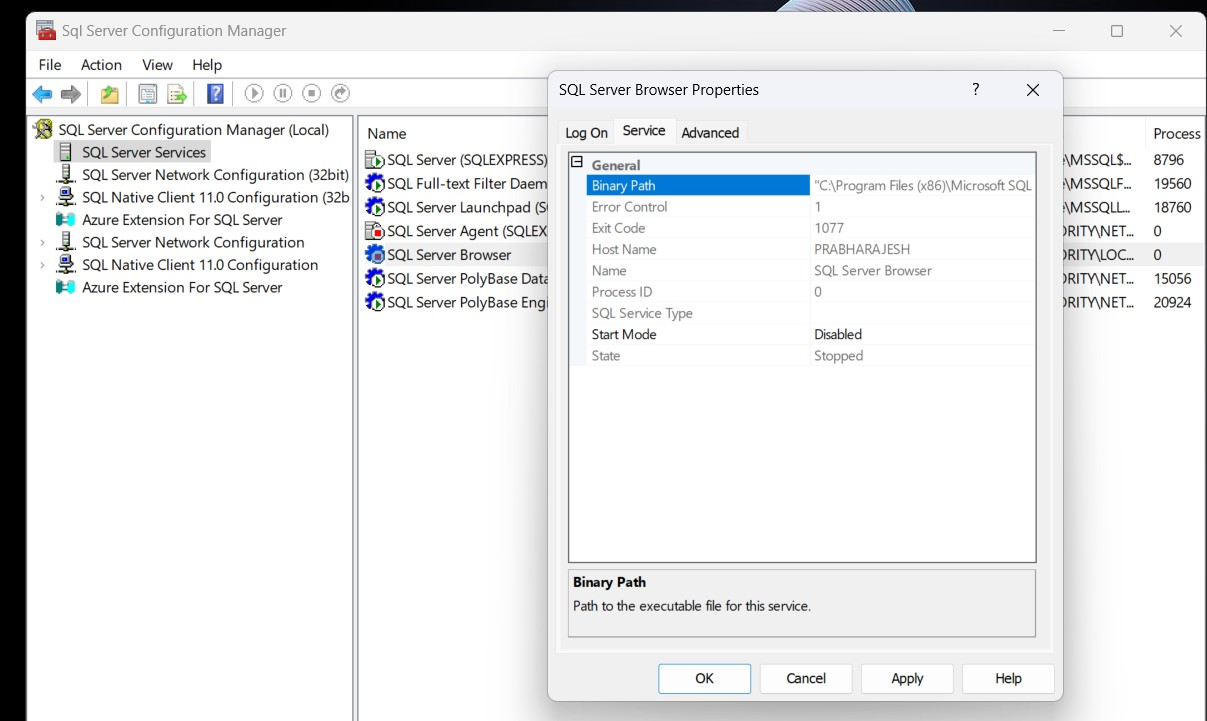 Sql Server Configuration Manager
File Action View Help
SQL Server Configuration Manager (Local)
SQL Server Services
SQL Server Network Configuration (32bit)
SQL Native Client 11.0 Configuration (32b
Azure Extension For SQL Server
SQL Server Network Configuration
SQL Native Client 11.0 Configuration
Azure Extension For SQL Server
Name Process
SQL Server (SQLEXPRESS) \MSSQL$... 8796
SQL Full-text Filter Daem \MSSQLF... 19560
SQL Server Launchpad (S \MSSQLL... 18760
SQL Server Agent (SQLEX ORITY\NET... 0
SQL Server Browser ORITY\LOC... 0
SQL Server PolyBase Data ORITY\NET... 15056
SQL Server PolyBase Engi ORITY\NET... 20924
SQL Server Browser Properties ?
Log On Service Advanced
General
Binary Path "C:\Program Files (x86)\Microsoft SQL
Error Control 1
Exit Code 1077
Host Name PRABHARAJESH
Name SQL Server Browser
Process ID 0
SQL Service Type
Start Mode Disabled
State Stopped
Binary Path
Path to the executable file for this service.
OK Cancel Apply Help